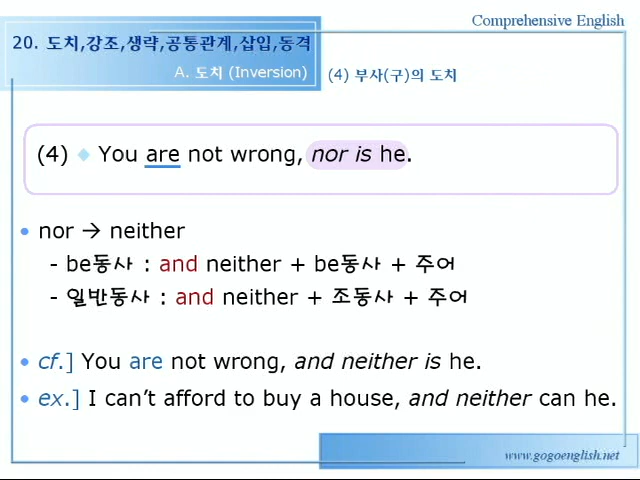 Comprehensive English
20. 도치,강조,생략,공통관계,삽입,동격
A. 도치 (Inversion)
(4) 부사(구)의 도치
(4) ◆ You are not wrong, nor is he.
• nor → neither
- be동사 : and neither + be동사 + 주어
- 일반동사 : and neither + 조동사 + 주어
• cf.] You are not wrong, and neither is he.
• ex.] I can't afford to buy a house, and neither can he.
www.gogoenglish.net